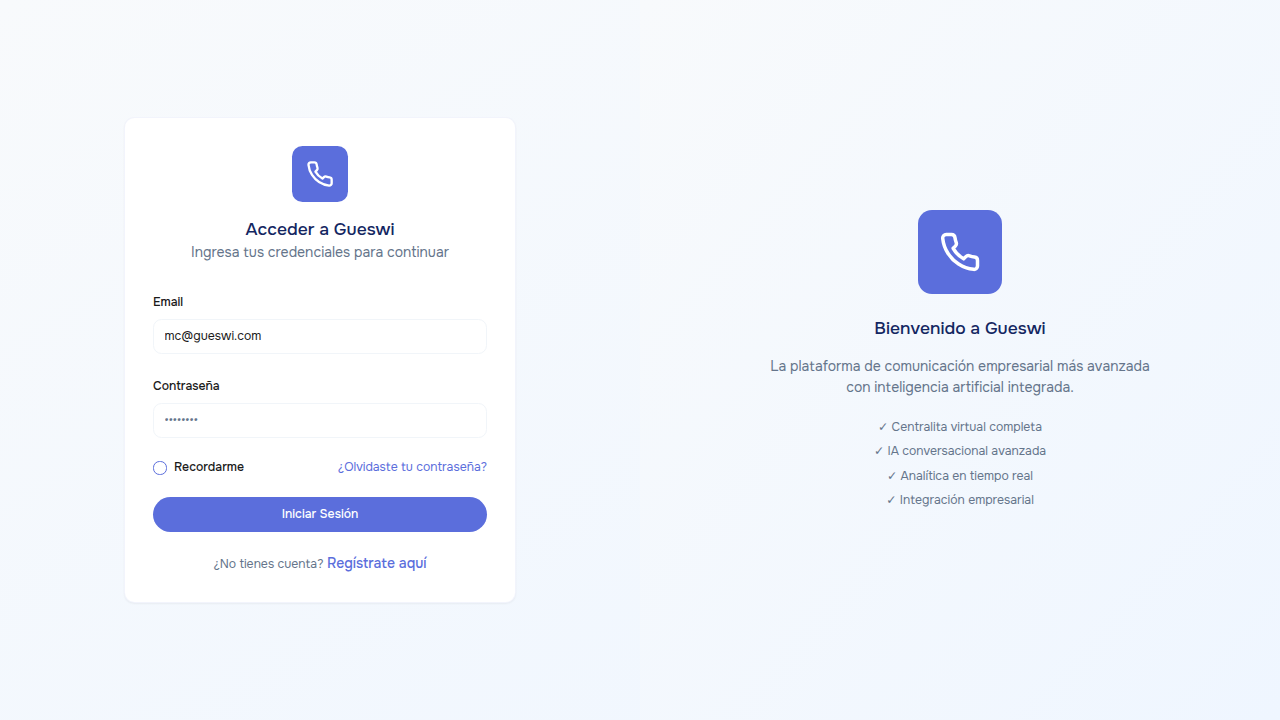 Acceder a Gueswi
Ingresa tus credenciales para continuar
Email
mc@gueswi.com
Contraseña
••••••••
Recordarme
¿Olvidaste tu contraseña?
Iniciar Sesión
¿No tienes cuenta? Regístrate aquí
Bienvenido a Gueswi
La plataforma de comunicación empresarial más avanzada
con inteligencia artificial integrada.
✓ Centralita virtual completa
✓ IA conversacional avanzada
✓ Analítica en tiempo real
✓ Integración empresarial